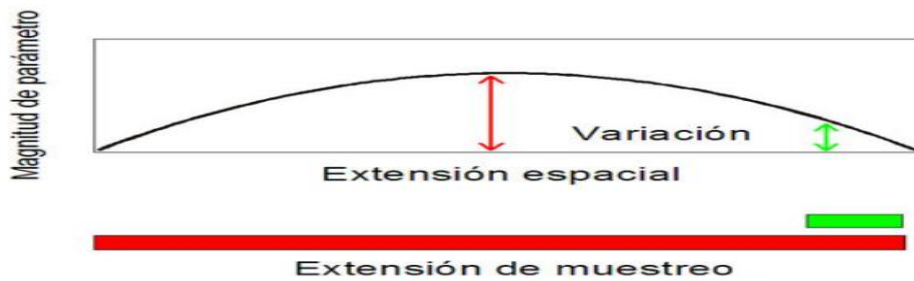 Magnitud de parámetro
Variación
Extensión espacial
Extensión de muestreo